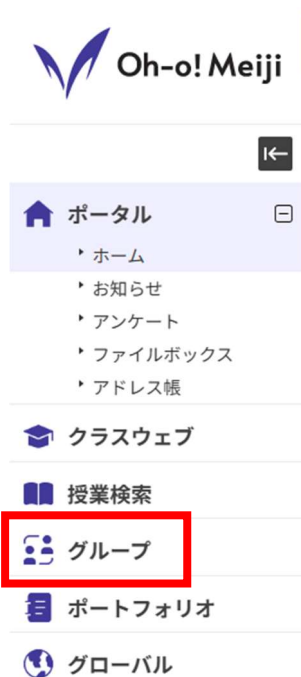 Oh-o! Meiji
ポータル
ホーム
お知らせ
アンケート
ファイルボックス
アドレス帳
クラスウェブ
授業検索
グループ
ポートフォリオ
グローバル